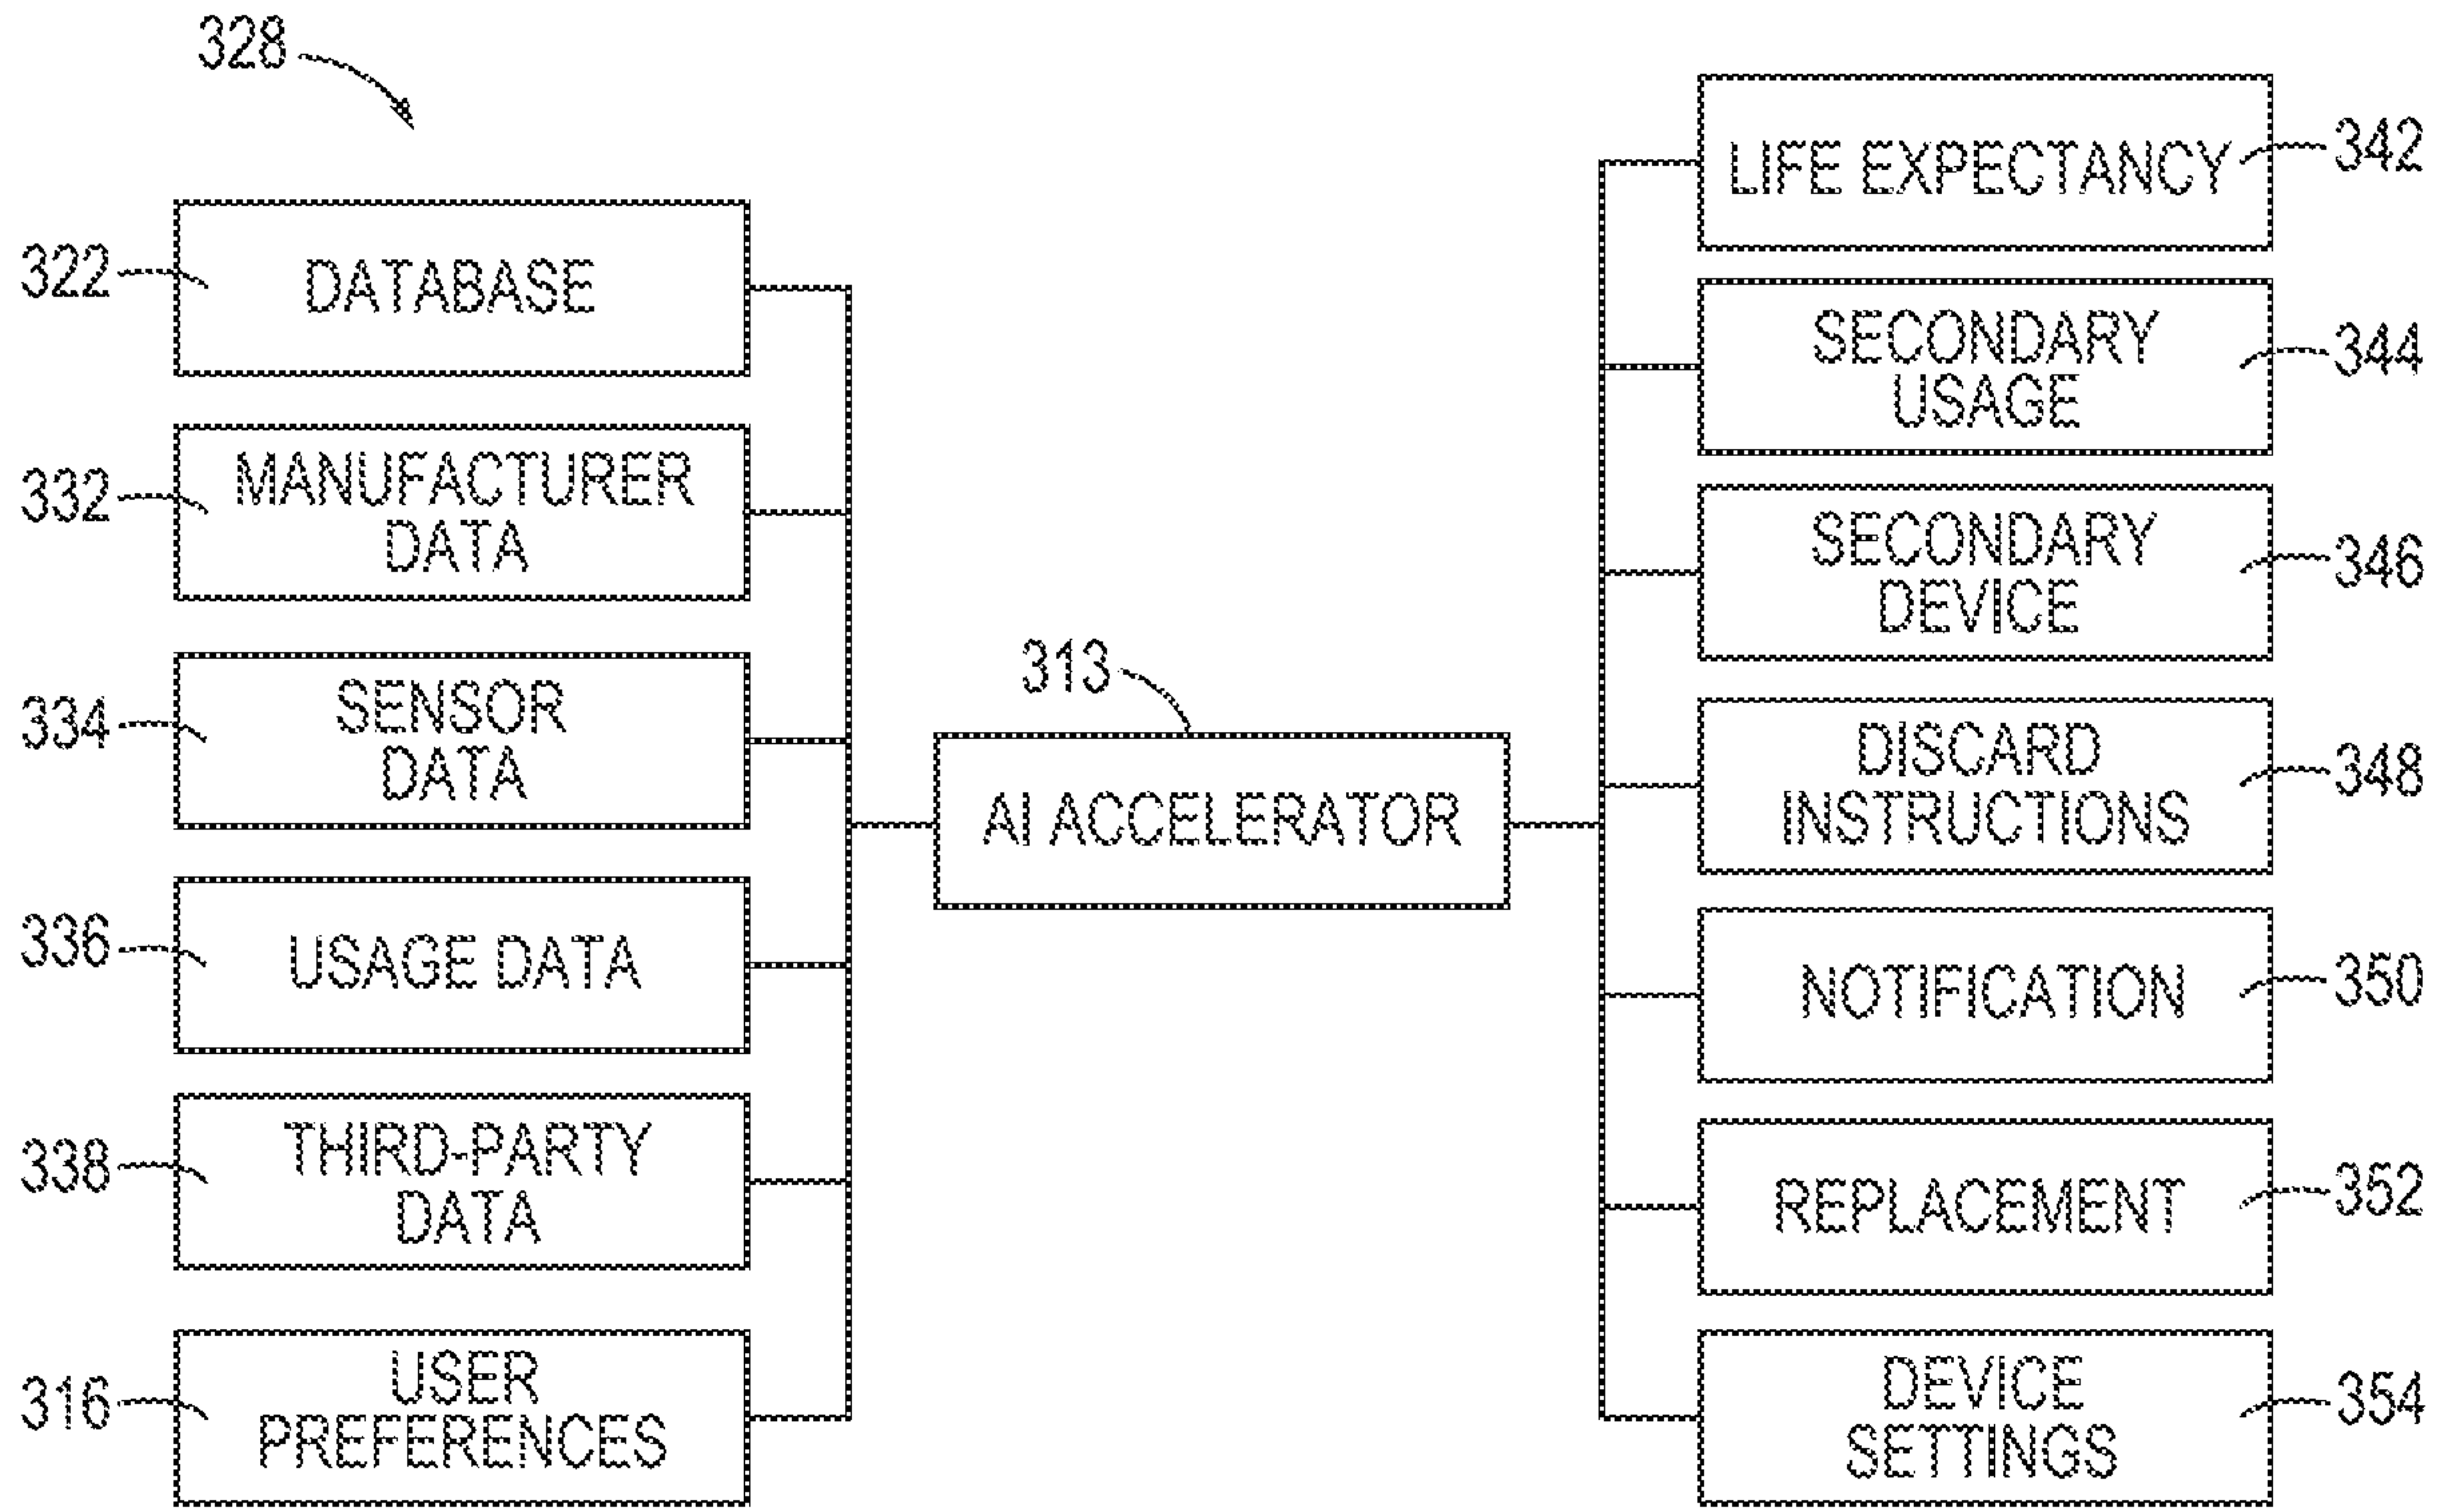 328
322
DATABASE
332
MANUFACTURER
DATA
334
SENSOR
DATA
336
USAGE DATA
338
THIRD-PARTY
DATA
316
USER
PREFERENCES
313
AI ACCELERATOR
LIFE EXPECTANCY
342
SECONDARY
USAGE
344
SECONDARY
DEVICE
346
DISCARD
INSTRUCTIONS
348
NOTIFICATION
350
REPLACEMENT
352
DEVICE
SETTINGS
354